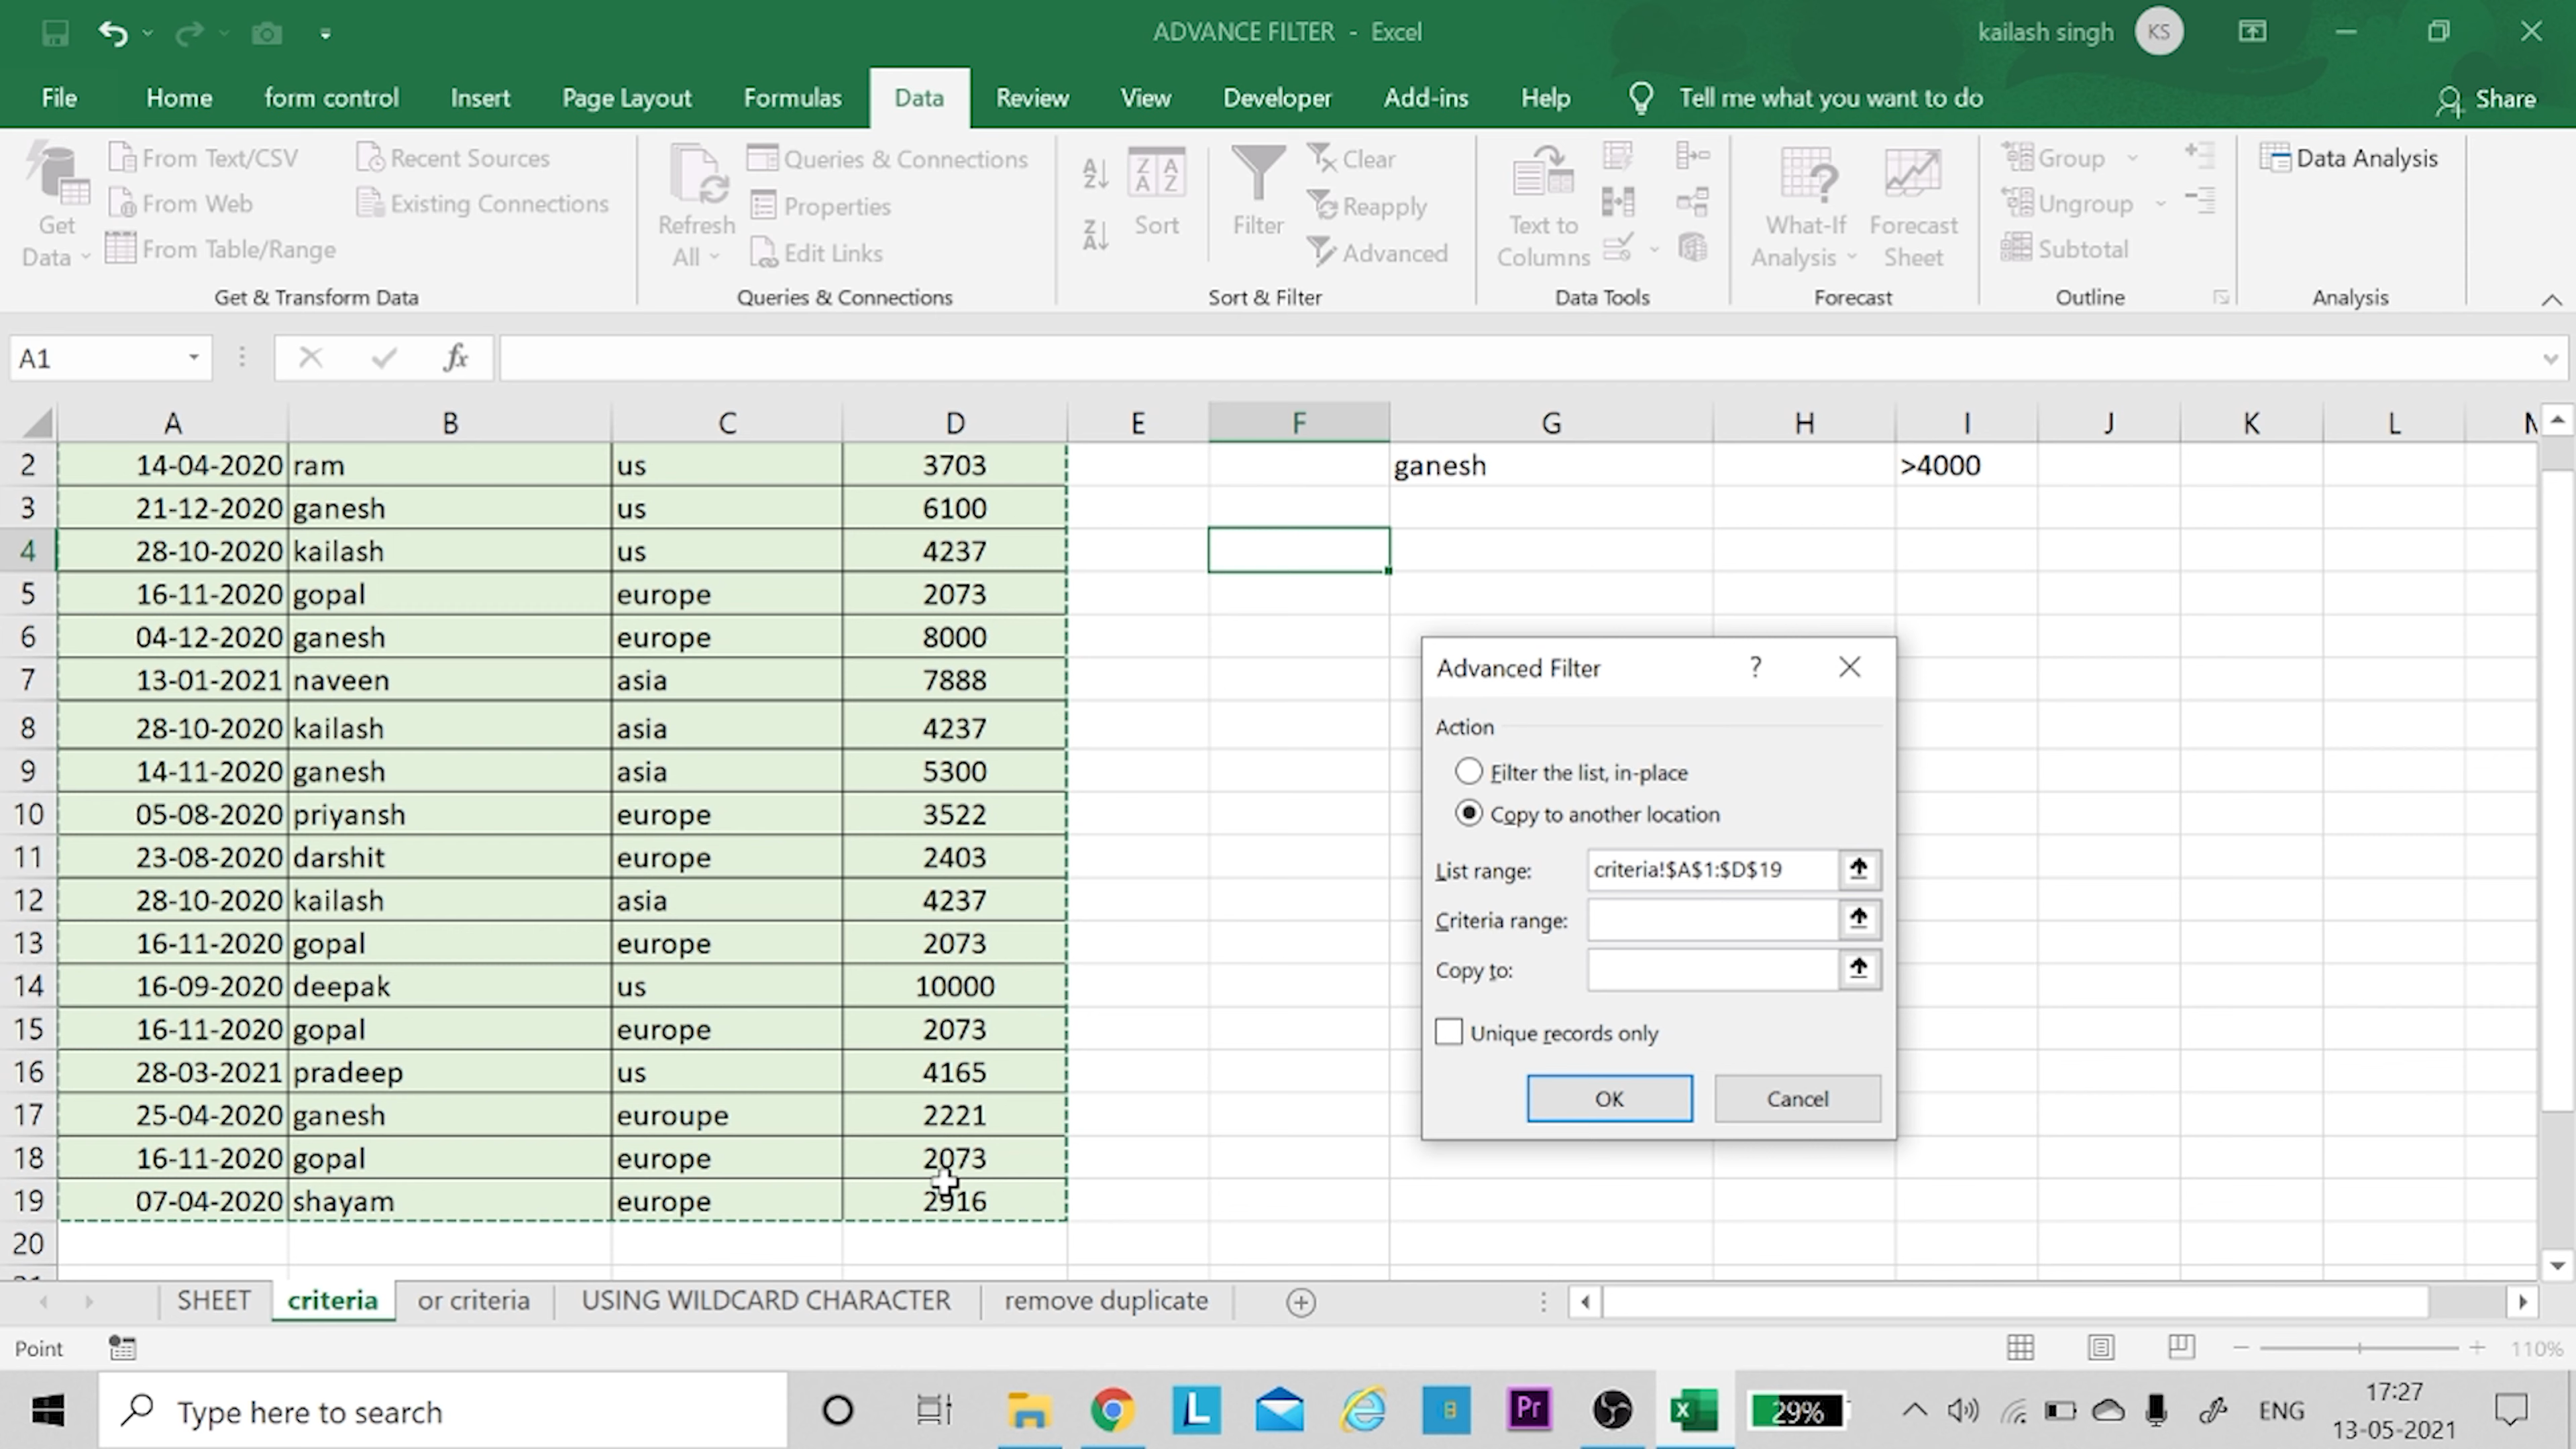 ADVANCE FILTER - Excel
kailash singh KS
File Home form control Insert Page Layout Formulas Data Review View Developer Add-ins Help Tell me what you want to do Share
Get Data
From Text/CSV
From Web
From Table/Range
Recent Sources
Existing Connections
Get & Transform Data
Refresh All
Queries & Connections
Properties
Edit Links
Queries & Connections
Sort
Filter
Clear
Reapply
Advanced
Sort & Filter
Text to Columns
Data Tools
What-If Analysis
Forecast Sheet
Forecast
Group
Ungroup
Subtotal
Outline
Data Analysis
Analysis
A1 fx
A B C D E F G H I J K L
2 14-04-2020 ram us 3703 ganesh >4000
3 21-12-2020 ganesh us 6100
4 28-10-2020 kailash us 4237
5 16-11-2020 gopal europe 2073
6 04-12-2020 ganesh europe 8000
7 13-01-2021 naveen asia 7888
8 28-10-2020 kailash asia 4237
9 14-11-2020 ganesh asia 5300
10 05-08-2020 priyansh europe 3522
11 23-08-2020 darshit europe 2403
12 28-10-2020 kailash asia 4237
13 16-11-2020 gopal europe 2073
14 16-09-2020 deepak us 10000
15 16-11-2020 gopal europe 2073
16 28-03-2021 pradeep us 4165
17 25-04-2020 ganesh euroupe 2221
18 16-11-2020 gopal europe 2073
19 07-04-2020 shayam europe 2916
20
Advanced Filter ?
Action
Filter the list, in-place
Copy to another location
List range: criteria!$A$1:$D$19
Criteria range:
Copy to:
Unique records only
OK Cancel
SHEET criteria or criteria USING WILDCARD CHARACTER remove duplicate
Point 110%
Type here to search
L
Pr
29%
ENG
17:27
13-05-2021